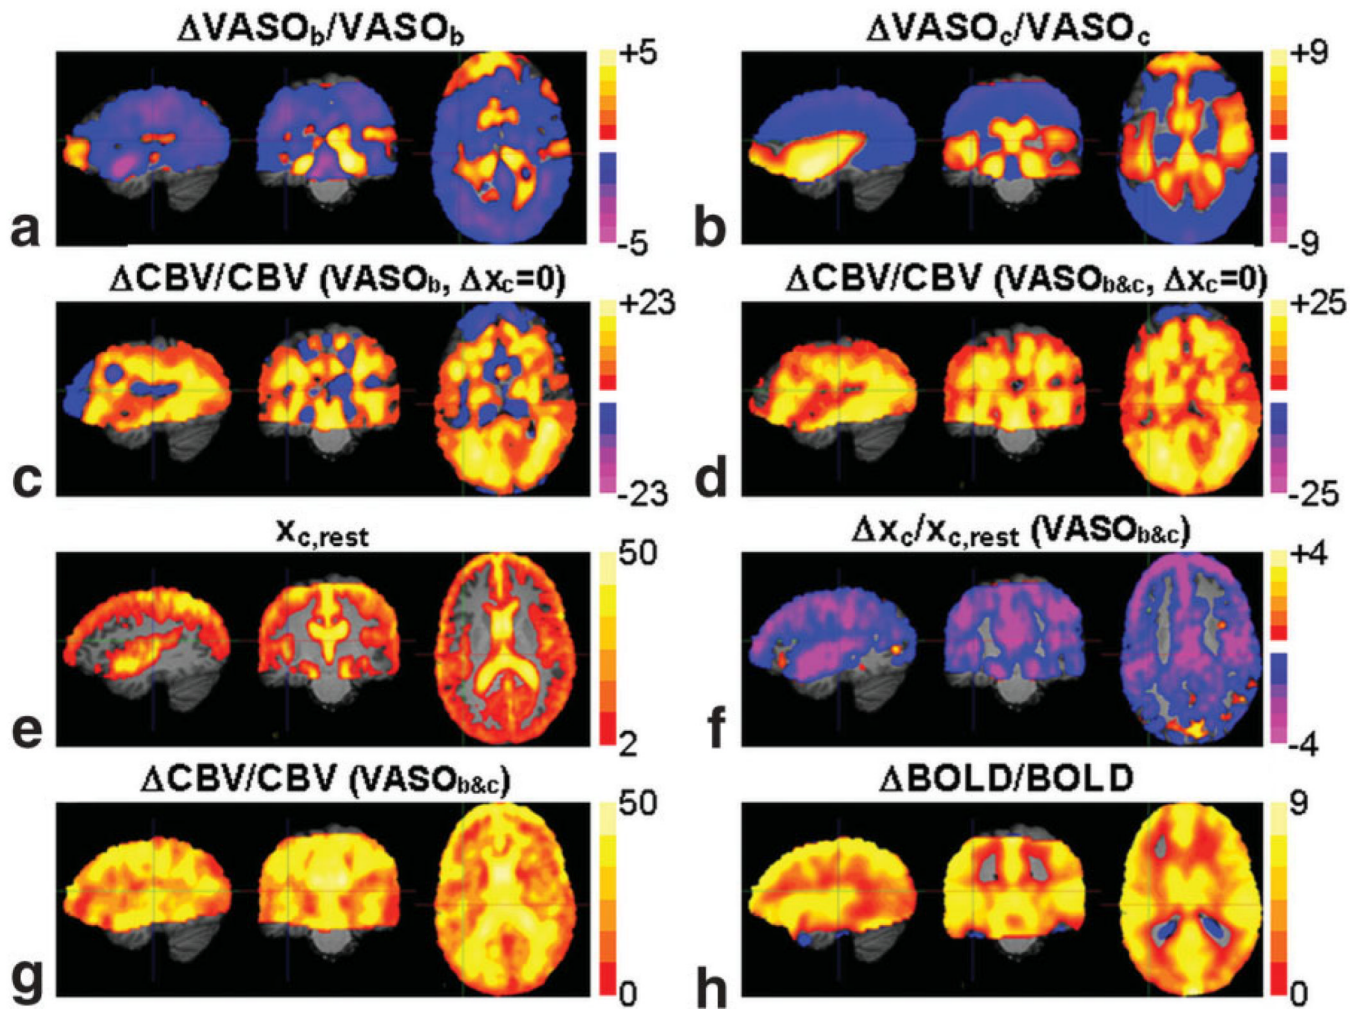 ΔVASOb/VASOb
+5
-5
a
ΔVASOc/VASOc
+9
-9
b
ΔCBV/CBV (VASOb, Δxc=0)
+23
-23
c
ΔCBV/CBV (VASOb&c, Δxc=0)
+25
-25
d
xc,rest
50
2
e
Δxc/xc,rest (VASOb&c)
+4
-4
f
ΔCBV/CBV (VASOb&c)
50
0
g
ΔBOLD/BOLD
9
0
h